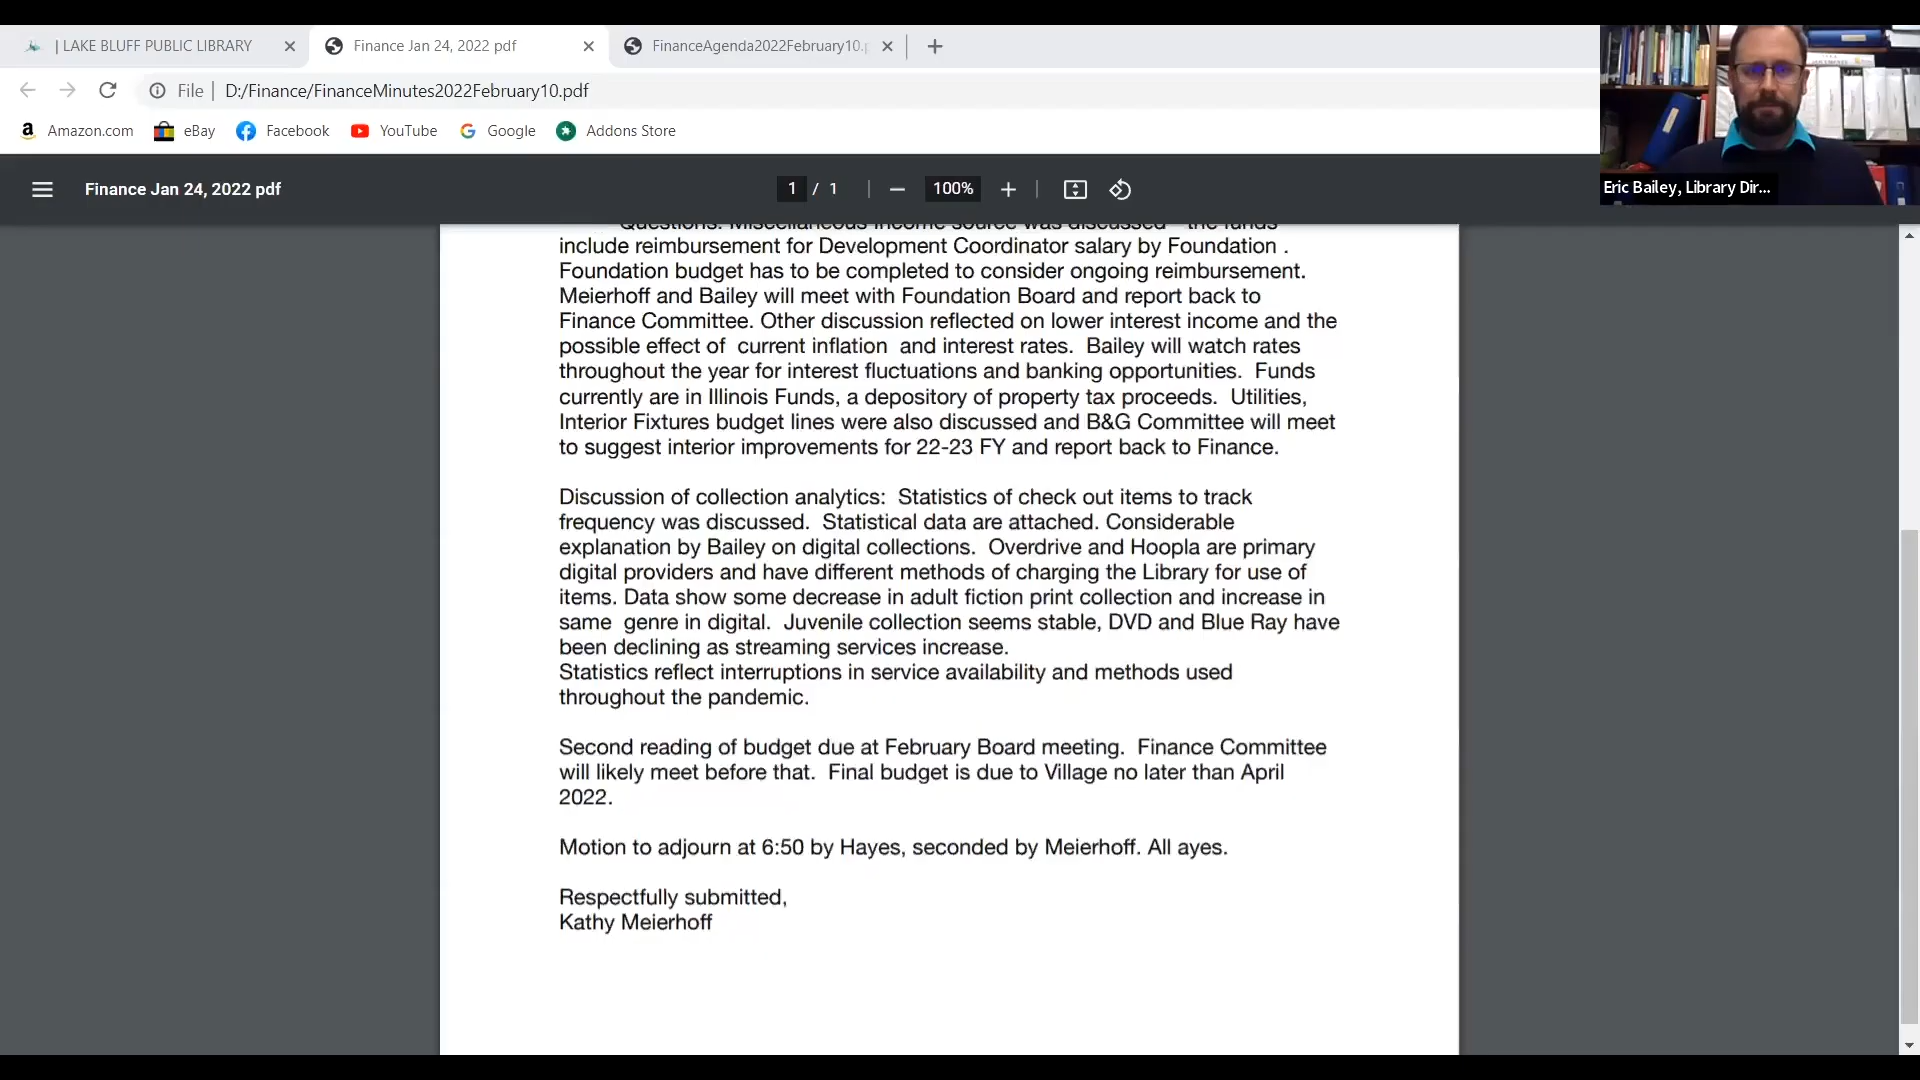 | LAKE BLUFF PUBLIC LIBRARY
Finance Jan 24, 2022 pdf
FinanceAgenda2022February10.p
File | D:/Finance/FinanceMinutes2022February10.pdf
Amazon.com eBay Facebook YouTube Google Addons Store
Finance Jan 24, 2022 pdf
1 / 1
100%
Eric Bailey, Library Dir...
Questions: Miscellaneous income source was discussed - the funds
include reimbursement for Development Coordinator salary by Foundation .
Foundation budget has to be completed to consider ongoing reimbursement.
Meierhoff and Bailey will meet with Foundation Board and report back to
Finance Committee. Other discussion reflected on lower interest income and the
possible effect of  current inflation  and interest rates.  Bailey will watch rates
throughout the year for interest fluctuations and banking opportunities.  Funds
currently are in Illinois Funds, a depository of property tax proceeds.  Utilities,
Interior Fixtures budget lines were also discussed and B&G Committee will meet
to suggest interior improvements for 22-23 FY and report back to Finance.
Discussion of collection analytics:  Statistics of check out items to track
frequency was discussed.  Statistical data are attached. Considerable
explanation by Bailey on digital collections.  Overdrive and Hoopla are primary
digital providers and have different methods of charging the Library for use of
items. Data show some decrease in adult fiction print collection and increase in
same  genre in digital.  Juvenile collection seems stable, DVD and Blue Ray have
been declining as streaming services increase.
Statistics reflect interruptions in service availability and methods used
throughout the pandemic.
Second reading of budget due at February Board meeting.  Finance Committee
will likely meet before that.  Final budget is due to Village no later than April
2022.
Motion to adjourn at 6:50 by Hayes, seconded by Meierhoff. All ayes.
Respectfully submitted,
Kathy Meierhoff